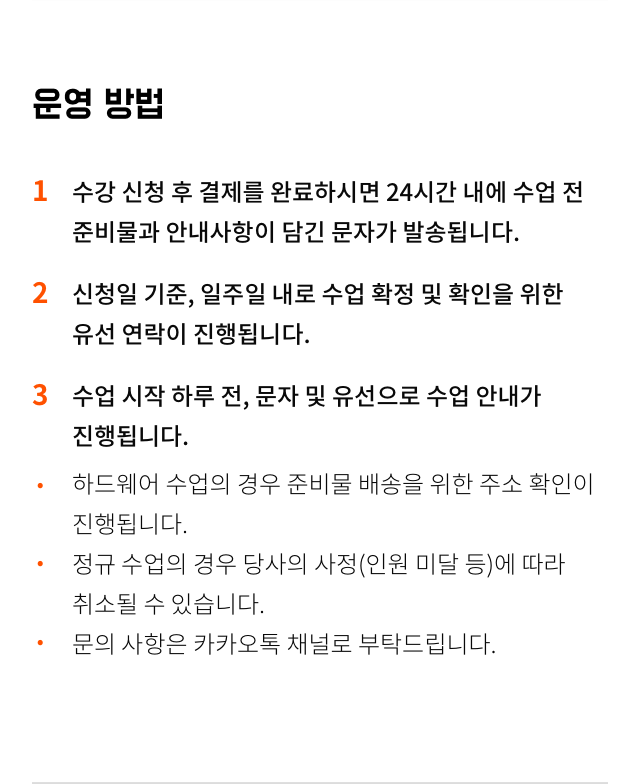 운영 방법
1 수강 신청 후 결제를 완료하시면 24시간 내에 수업 전
준비물과 안내사항이 담긴 문자가 발송됩니다.
2 신청일 기준, 일주일 내로 수업 확정 및 확인을 위한
유선 연락이 진행됩니다.
3 수업 시작 하루 전, 문자 및 유선으로 수업 안내가
진행됩니다.
• 하드웨어 수업의 경우 준비물 배송을 위한 주소 확인이
진행됩니다.
• 정규 수업의 경우 당사의 사정(인원 미달 등)에 따라
취소될 수 있습니다.
• 문의 사항은 카카오톡 채널로 부탁드립니다.